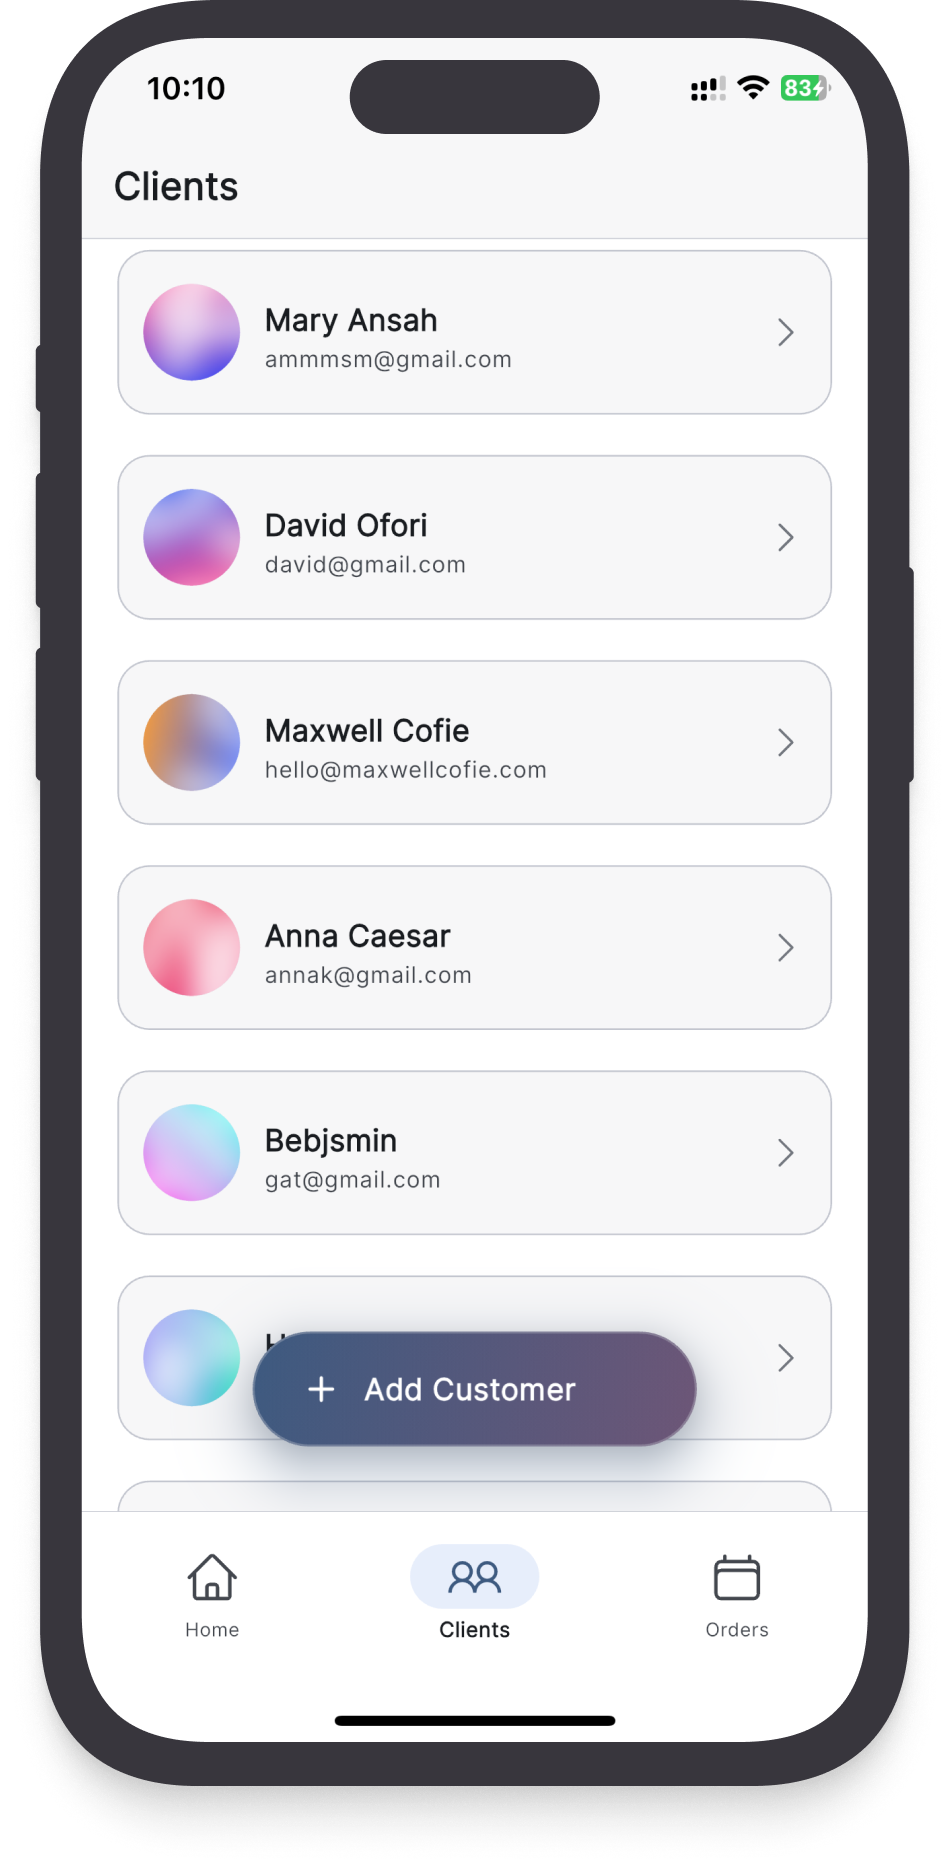 10:10
83
Clients
Mary Ansah
ammmsm@gmail.com
David Ofori
david@gmail.com
Maxwell Cofie
hello@maxwellcofie.com
Anna Caesar
annak@gmail.com
Bebjsmin
gat@gmail.com
Add Customer
Home
Clients
Orders